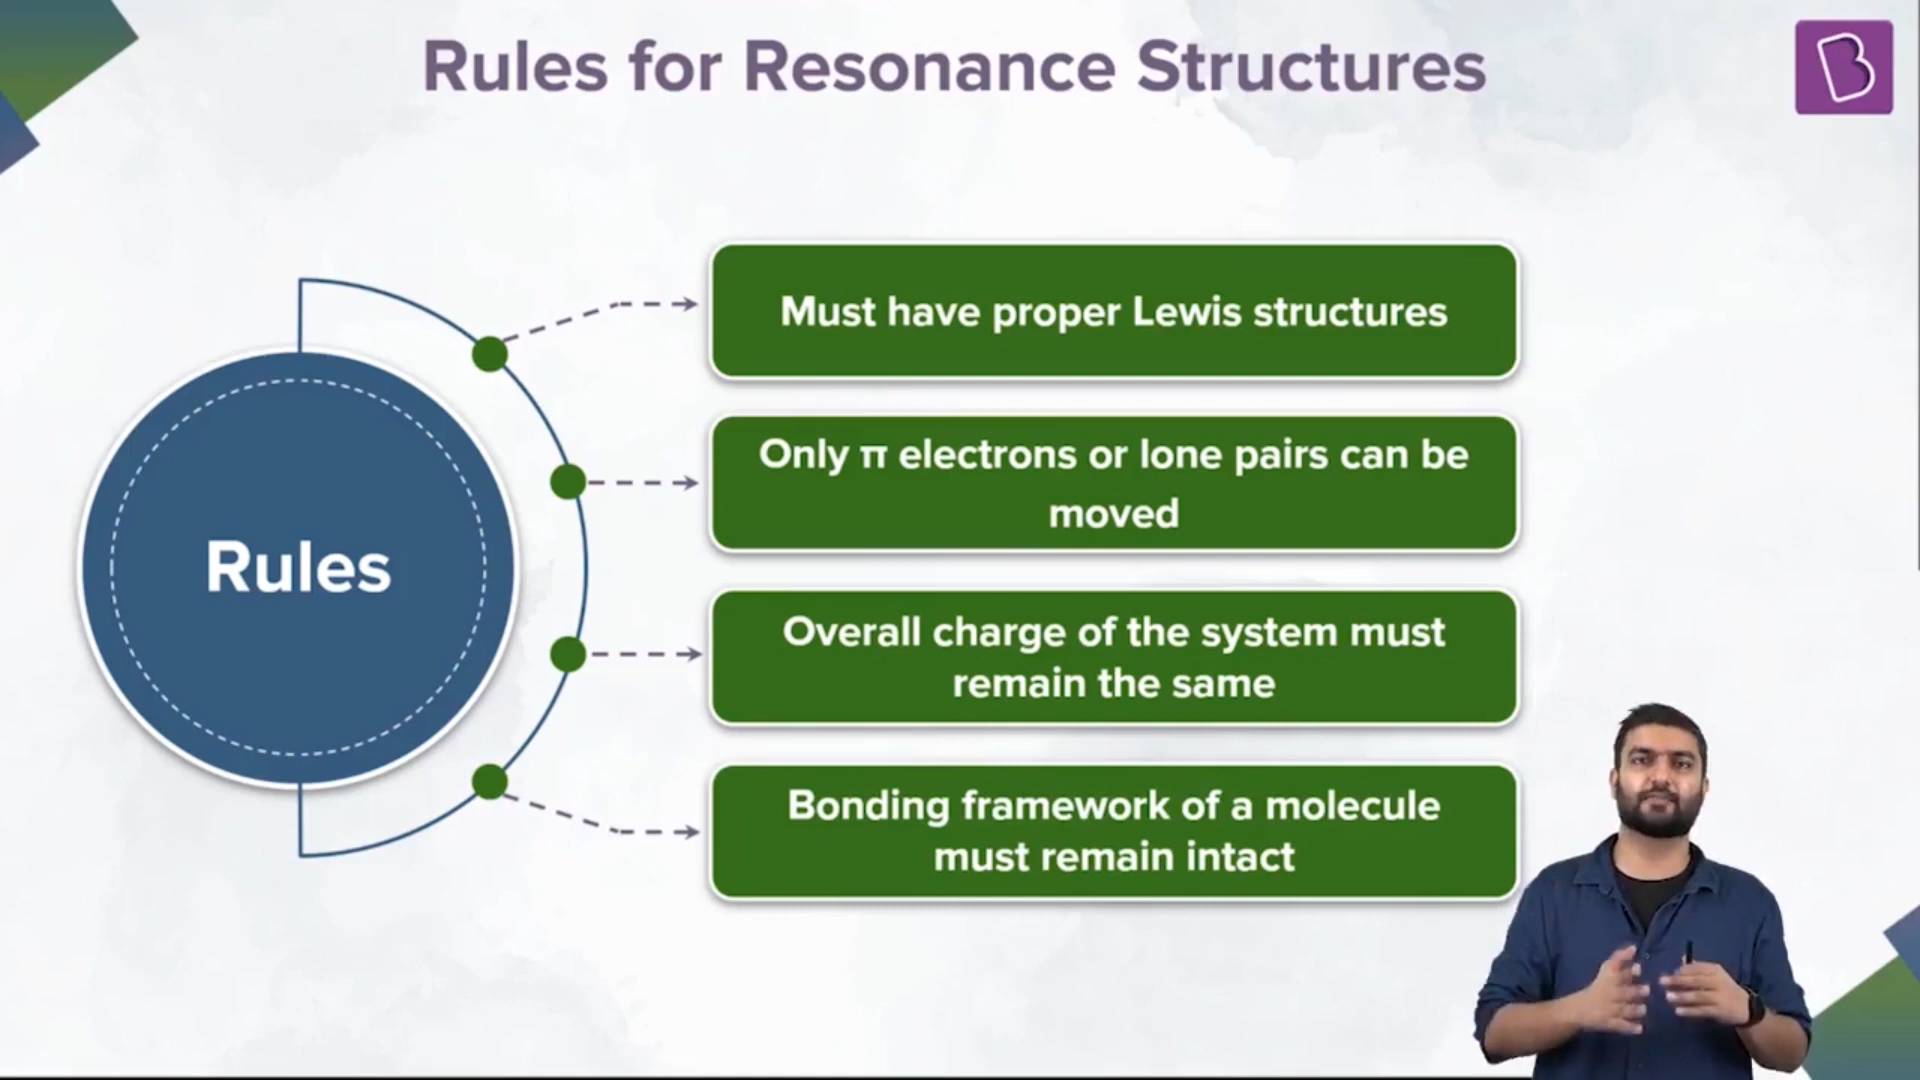 Rules for Resonance Structures
B
Rules
Must have proper Lewis structures
Only π electrons or lone pairs can be
moved
Overall charge of the system must
remain the same
Bonding framework of a molecule
must remain intact